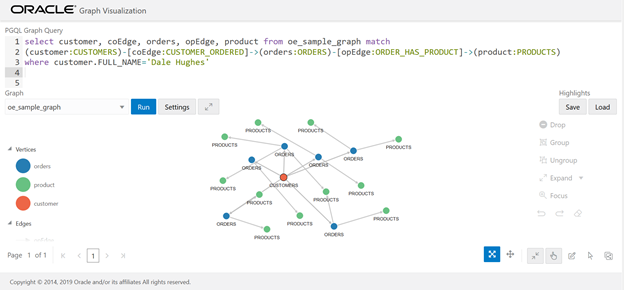 ORACLE® Graph Visualization
PGQL Graph Query
1 select customer, coEdge, orders, opEdge, product from oe_sample_graph match
2 (customer:CUSTOMERS)-[coEdge:CUSTOMER_ORDERED]->(orders:ORDERS)-[opEdge:ORDER_HAS_PRODUCT]->(product:PRODUCTS)
3 where customer.FULL_NAME='Dale Hughes'
4
5
Graph
Highlights
oe_sample_graph
Run
Settings
Save
Load
Drop
Group
Ungroup
Expand
Focus
Vertices
orders
product
customer
Edges
PRODUCTS
PRODUCTS
PRODUCTS
PRODUCTS
ORDERS
ORDERS
ORDERS
ORDERS
CUSTOMERS
PRODUCTS
PRODUCTS
PRODUCTS
PRODUCTS
ORDERS
PRODUCTS
PRODUCTS
ORDERS
PRODUCTS
Page 1 of 1
1
Copyright © 2014, 2019 Oracle and/or its affiliates All rights reserved.